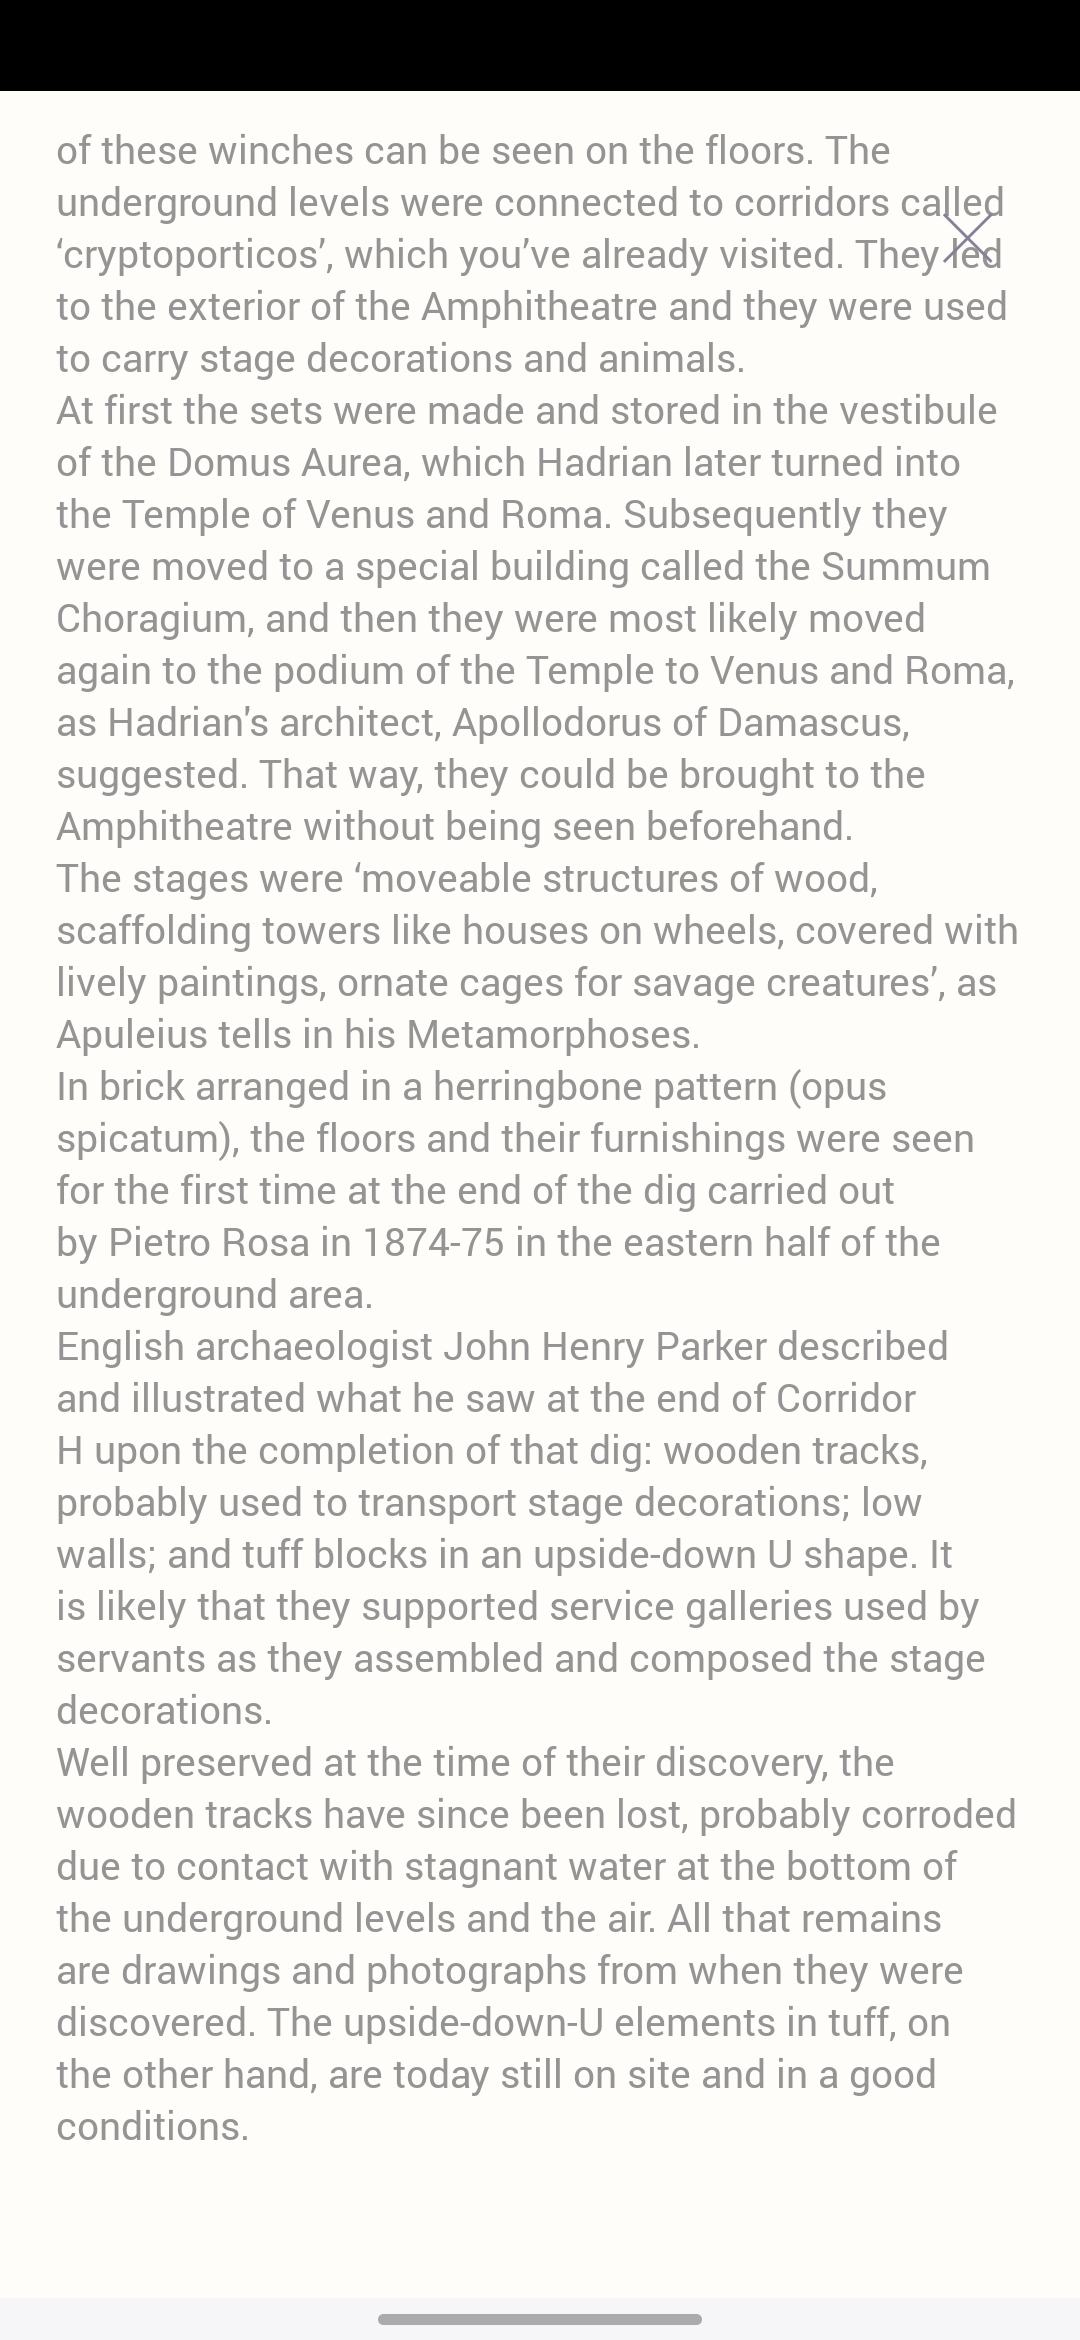 of these winches can be seen on the floors. The
underground levels were connected to corridors called
‘cryptoporticos’, which you’ve already visited. They led
to the exterior of the Amphitheatre and they were used
to carry stage decorations and animals.
At first the sets were made and stored in the vestibule
of the Domus Aurea, which Hadrian later turned into
the Temple of Venus and Roma. Subsequently they
were moved to a special building called the Summum
Choragium, and then they were most likely moved
again to the podium of the Temple to Venus and Roma,
as Hadrian's architect, Apollodorus of Damascus,
suggested. That way, they could be brought to the
Amphitheatre without being seen beforehand.
The stages were ‘moveable structures of wood,
scaffolding towers like houses on wheels, covered with
lively paintings, ornate cages for savage creatures’, as
Apuleius tells in his Metamorphoses.
In brick arranged in a herringbone pattern (opus
spicatum), the floors and their furnishings were seen
for the first time at the end of the dig carried out
by Pietro Rosa in 1874-75 in the eastern half of the
underground area.
English archaeologist John Henry Parker described
and illustrated what he saw at the end of Corridor
H upon the completion of that dig: wooden tracks,
probably used to transport stage decorations; low
walls; and tuff blocks in an upside-down U shape. It
is likely that they supported service galleries used by
servants as they assembled and composed the stage
decorations.
Well preserved at the time of their discovery, the
wooden tracks have since been lost, probably corroded
due to contact with stagnant water at the bottom of
the underground levels and the air. All that remains
are drawings and photographs from when they were
discovered. The upside-down-U elements in tuff, on
the other hand, are today still on site and in a good
conditions.